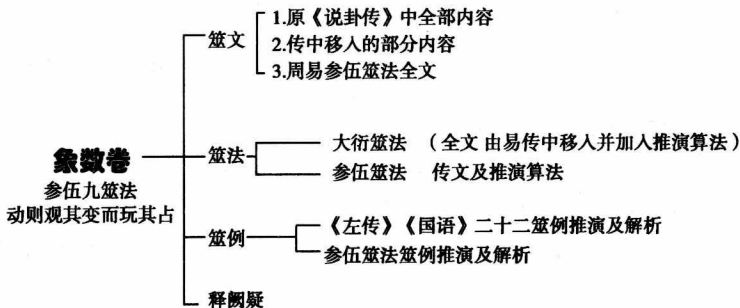 象数卷
参伍九筮法
动则观其变而玩其占
筮文
1.原《说卦传》中全部内容
2.传中移入的部分内容
3.周易参伍筮法全文
筮法
大衍筮法 （全文 由易传中移入并加入推演算法）
参伍筮法 传文及推演算法
筮例
《左传》《国语》二十二筮例推演及解析
参伍筮法筮例推演及解析
释阙疑